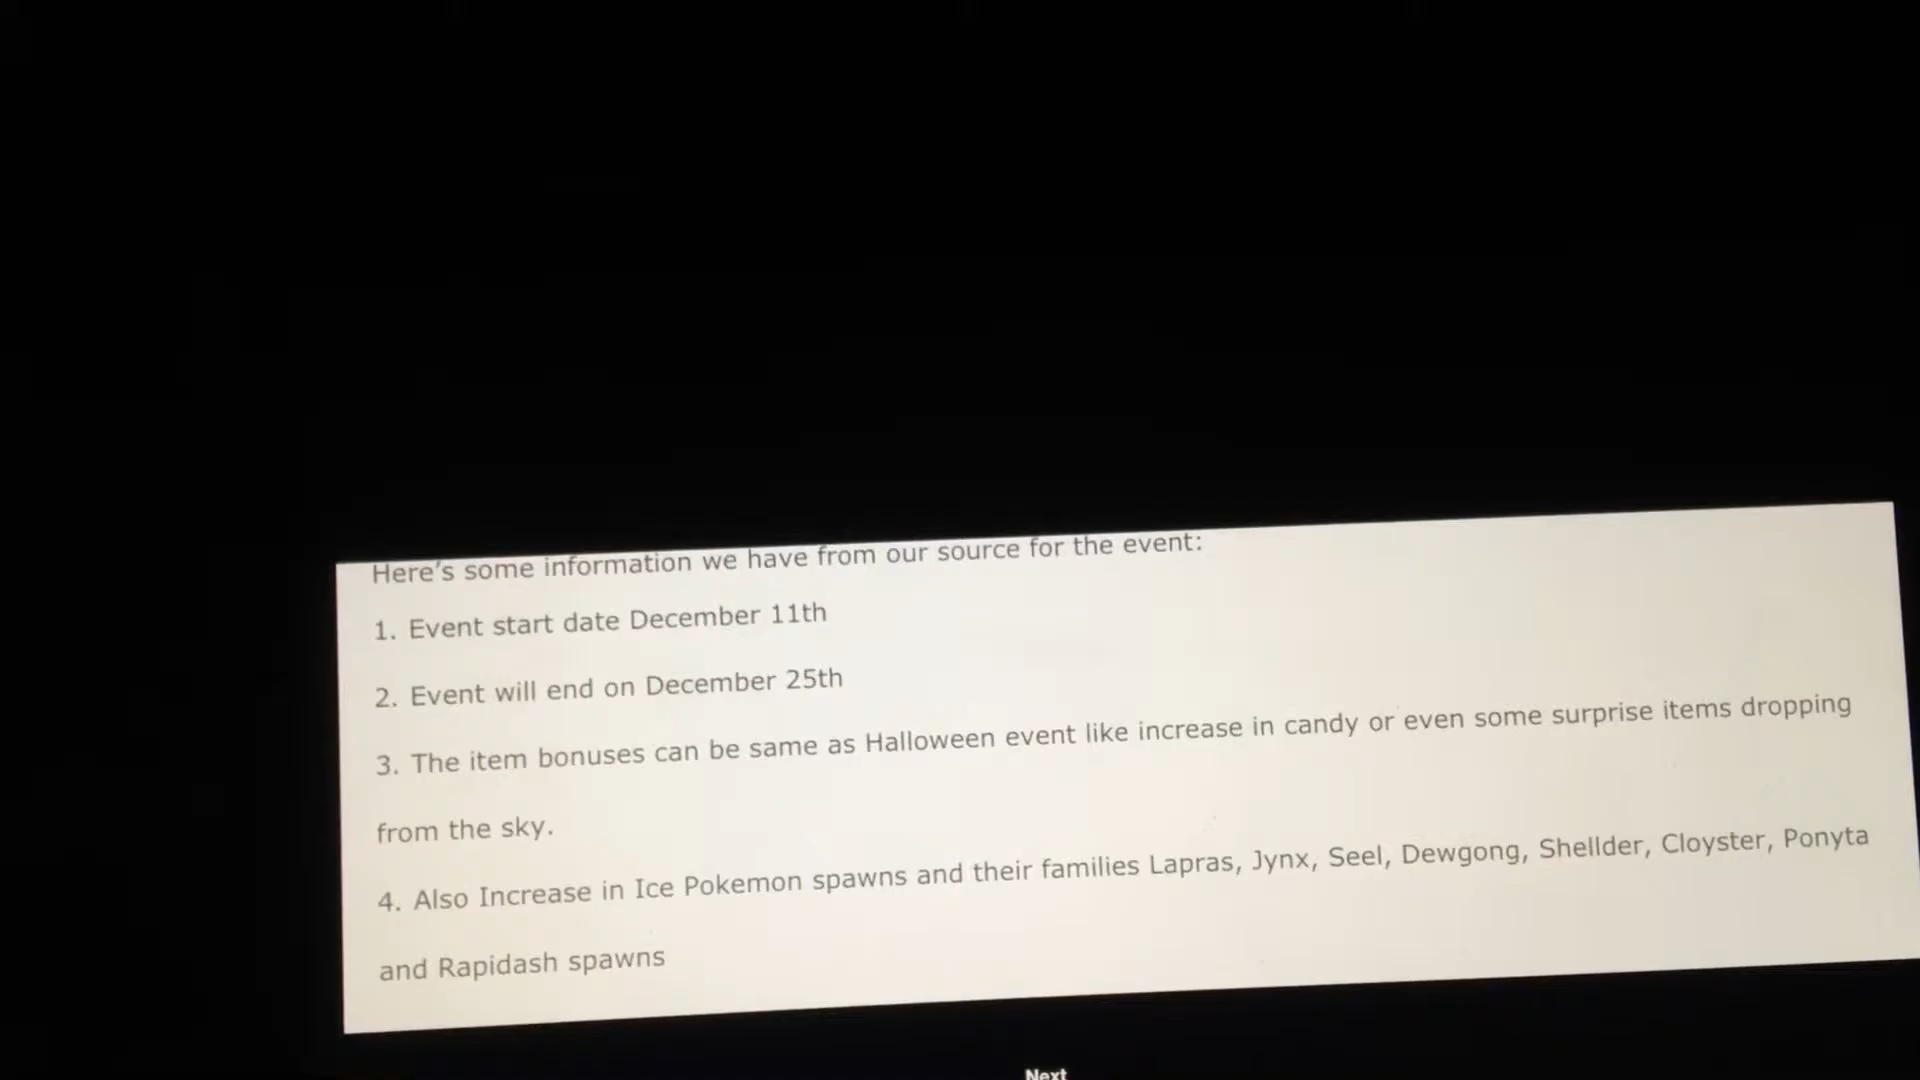 Here's some information we have from our source for the event:
1. Event start date December 11th
2. Event will end on December 25th
3. The item bonuses can be same as Halloween event like increase in candy or even some surprise items dropping
from the sky.
4. Also Increase in Ice Pokemon spawns and their families Lapras, Jynx, Seel, Dewgong, Shellder, Cloyster, Ponyta
and Rapidash spawns
Next